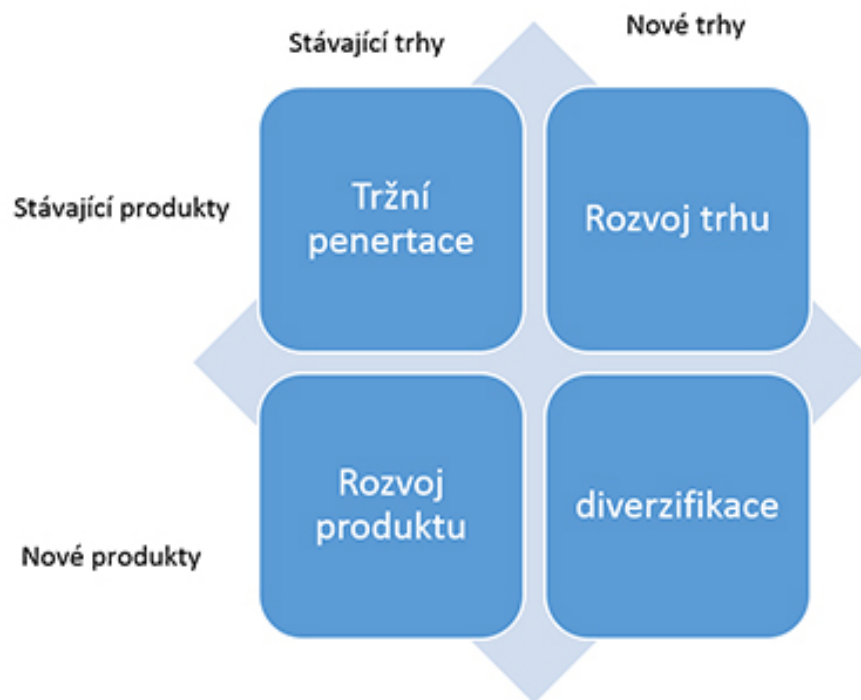 Stávající trhy
Nové trhy
Stávající produkty
Tržní
penertace
Rozvoj trhu
Nové produkty
Rozvoj
produktu
diverzifikace